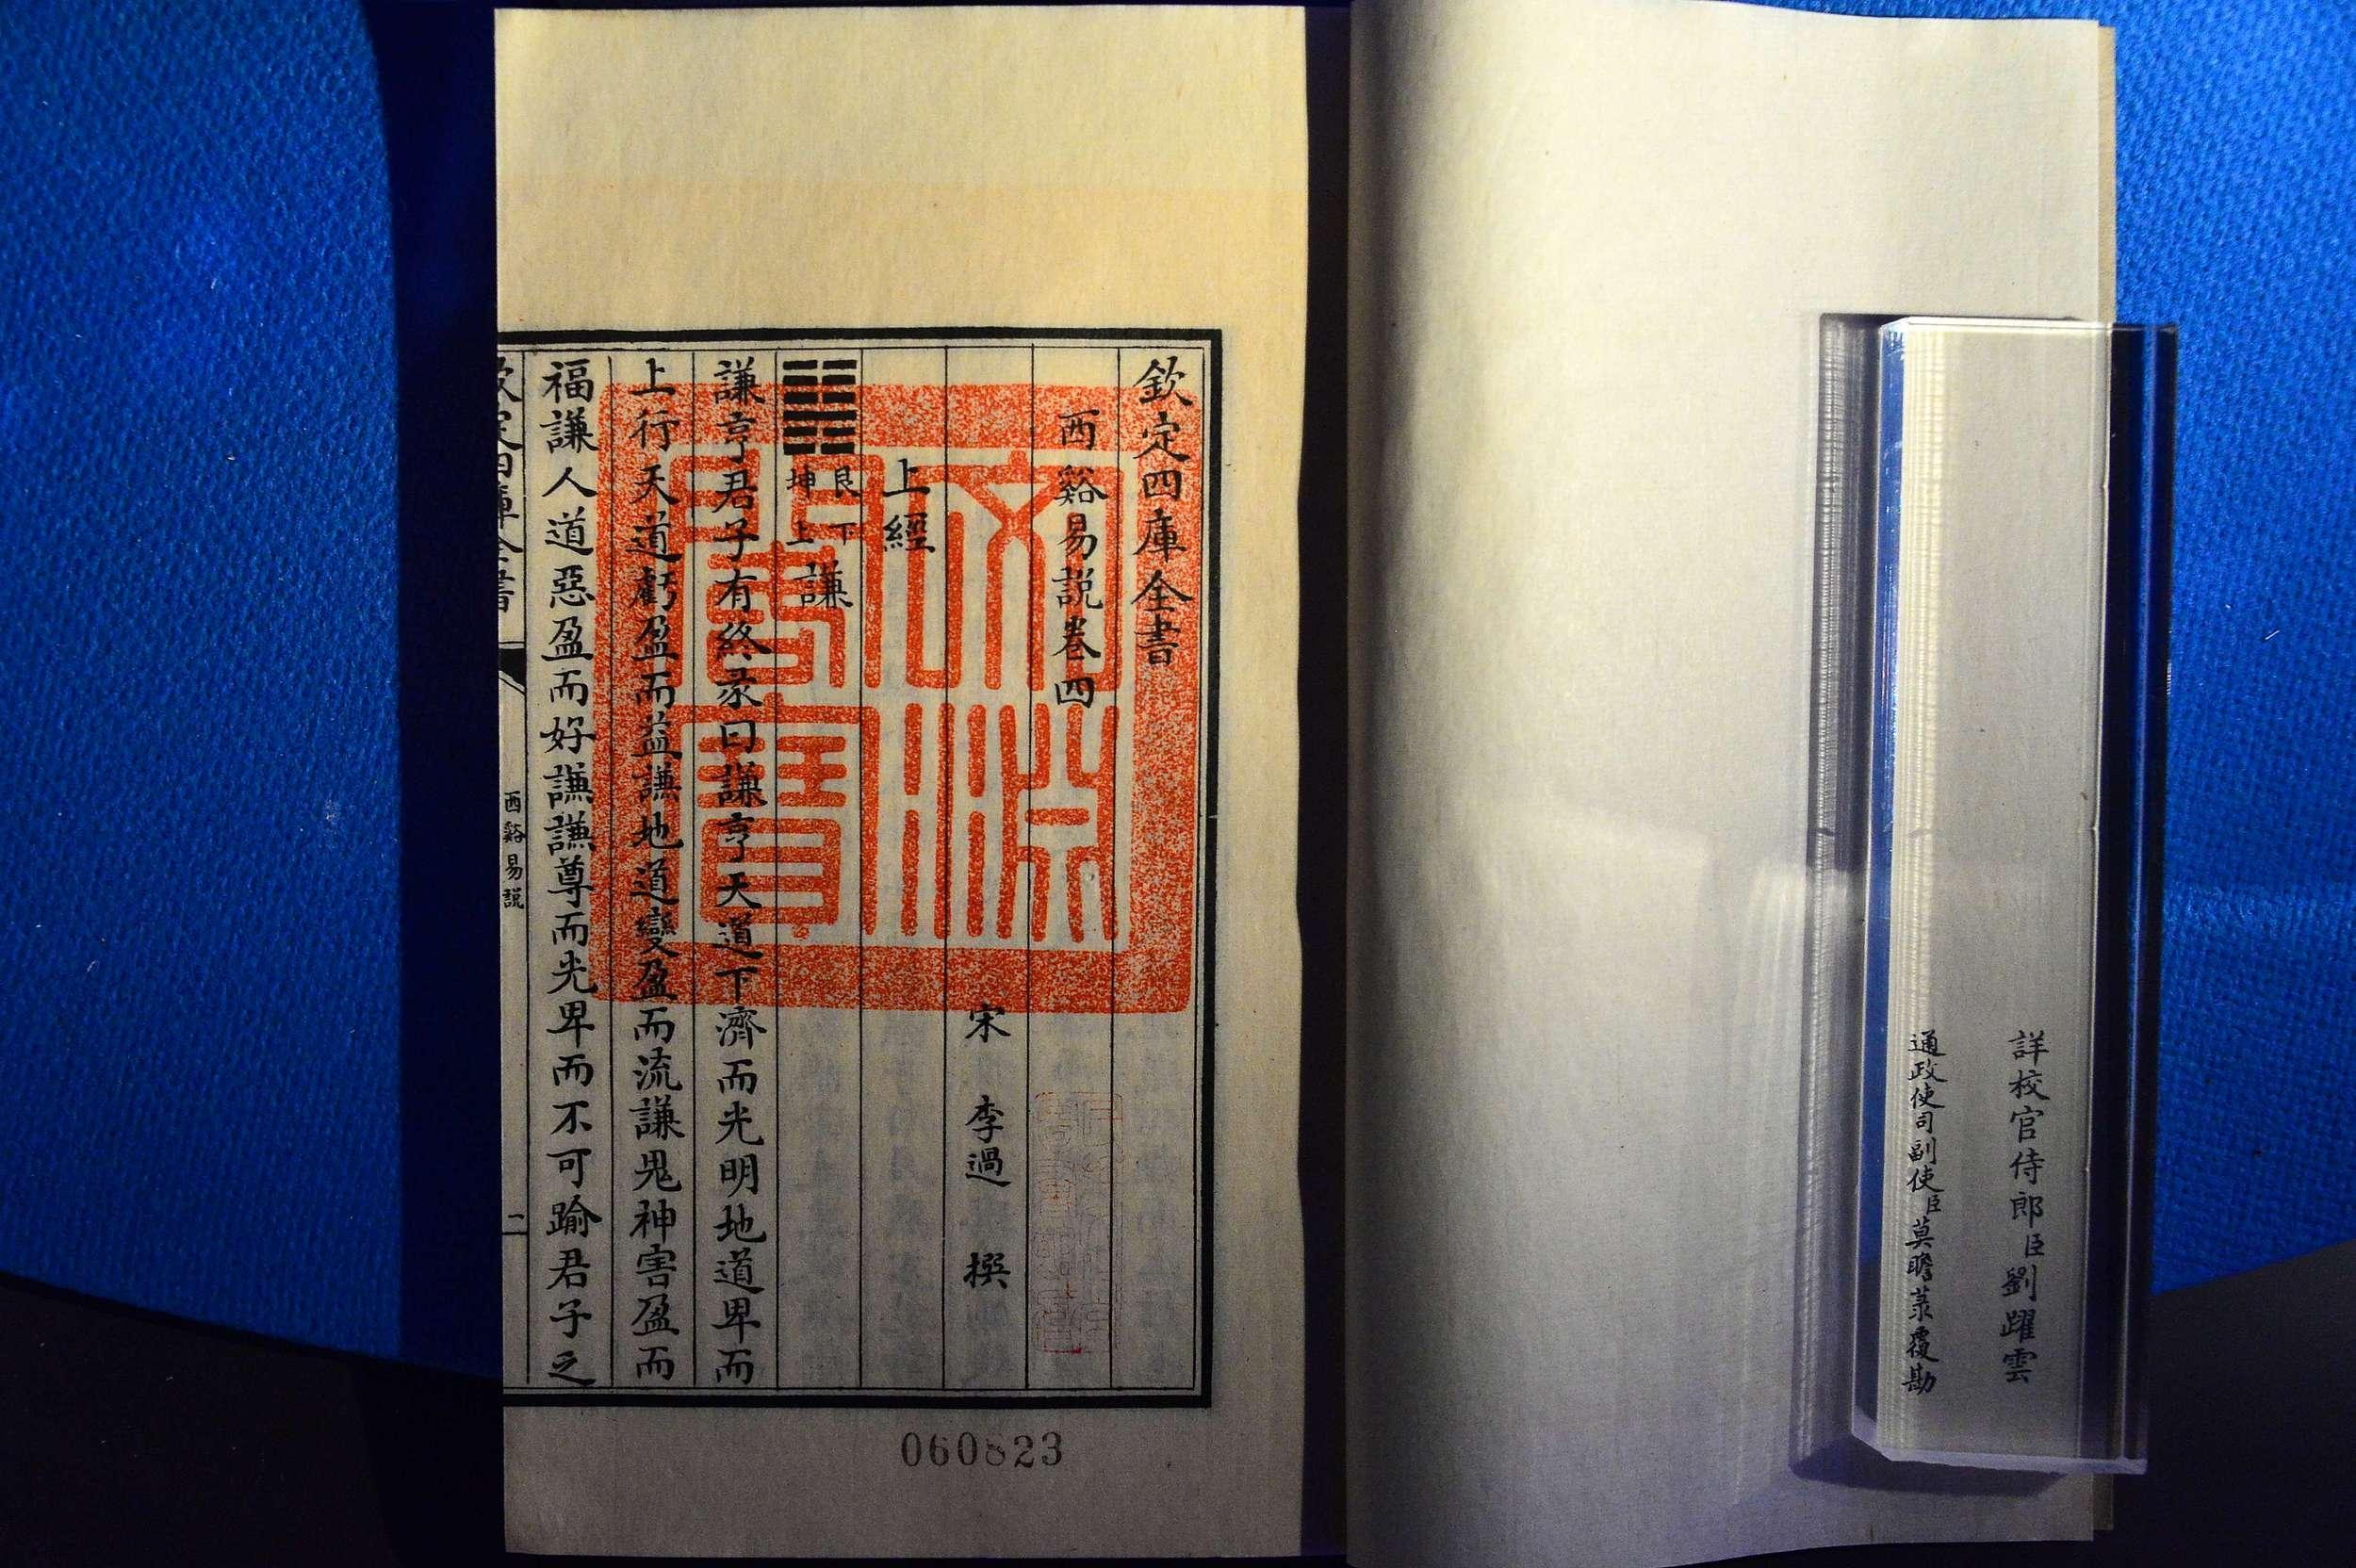 詳校官侍郎臣劉躍雲
通政使司副使臣莫瞻菉覆勘
欽定四庫全書
西谿易說卷四
宋 李過 撰
上經
艮下
坤上
謙
謙亨君子有終彖曰謙亨天道下濟而光明地道卑而
上行天道虧盈而益謙地道變盈而流謙鬼神害盈而
福謙人道惡盈而好謙謙尊而光卑而不可踰君子之
欽定四庫全書
西谿易說
二
文淵閣寶
060823